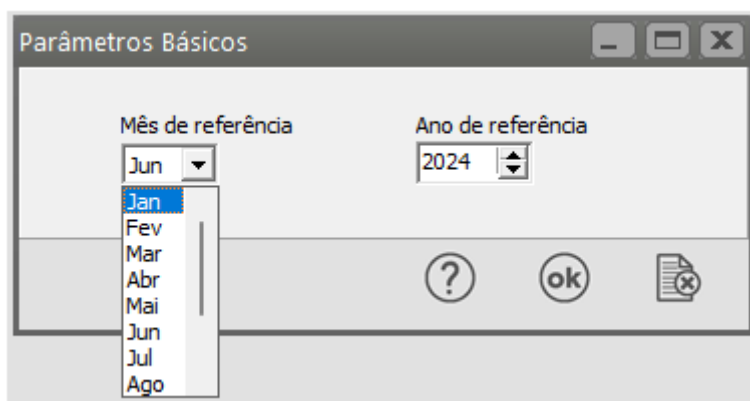 Parâmetros Básicos
Mês de referência
Ano de referência
Jun
2024
Jan
Fev
Mar
Abr
Mai
Jun
Jul
Ago
?
ok